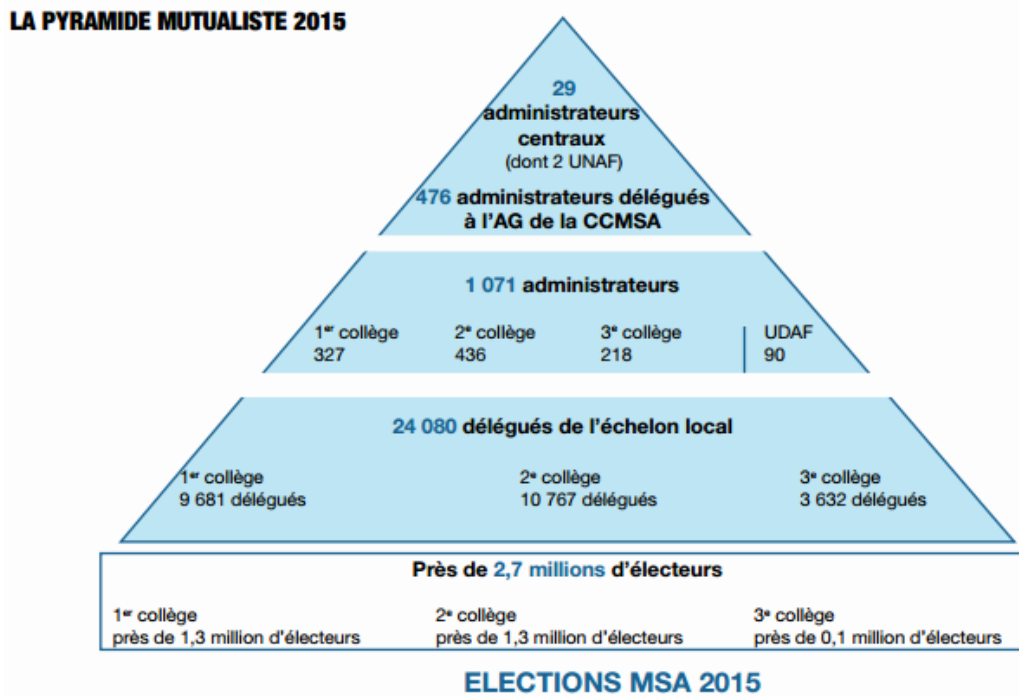 LA PYRAMIDE MUTUALISTE 2015
29
administrateurs
centraux
(dont 2 UNAF)
476 administrateurs délégués
à l'AG de la CCMSA
1 071 administrateurs
1er collège 2e collège 3e collège UDAF
327 436 218 90
24 080 délégués de l'échelon local
1er collège 2e collège 3e collège
9 681 délégués 10 767 délégués 3 632 délégués
Près de 2,7 millions d'électeurs
1er collège 2e collège 3e collège
près de 1,3 million d'électeurs près de 1,3 million d'électeurs près de 0,1 million d'électeurs
ELECTIONS MSA 2015